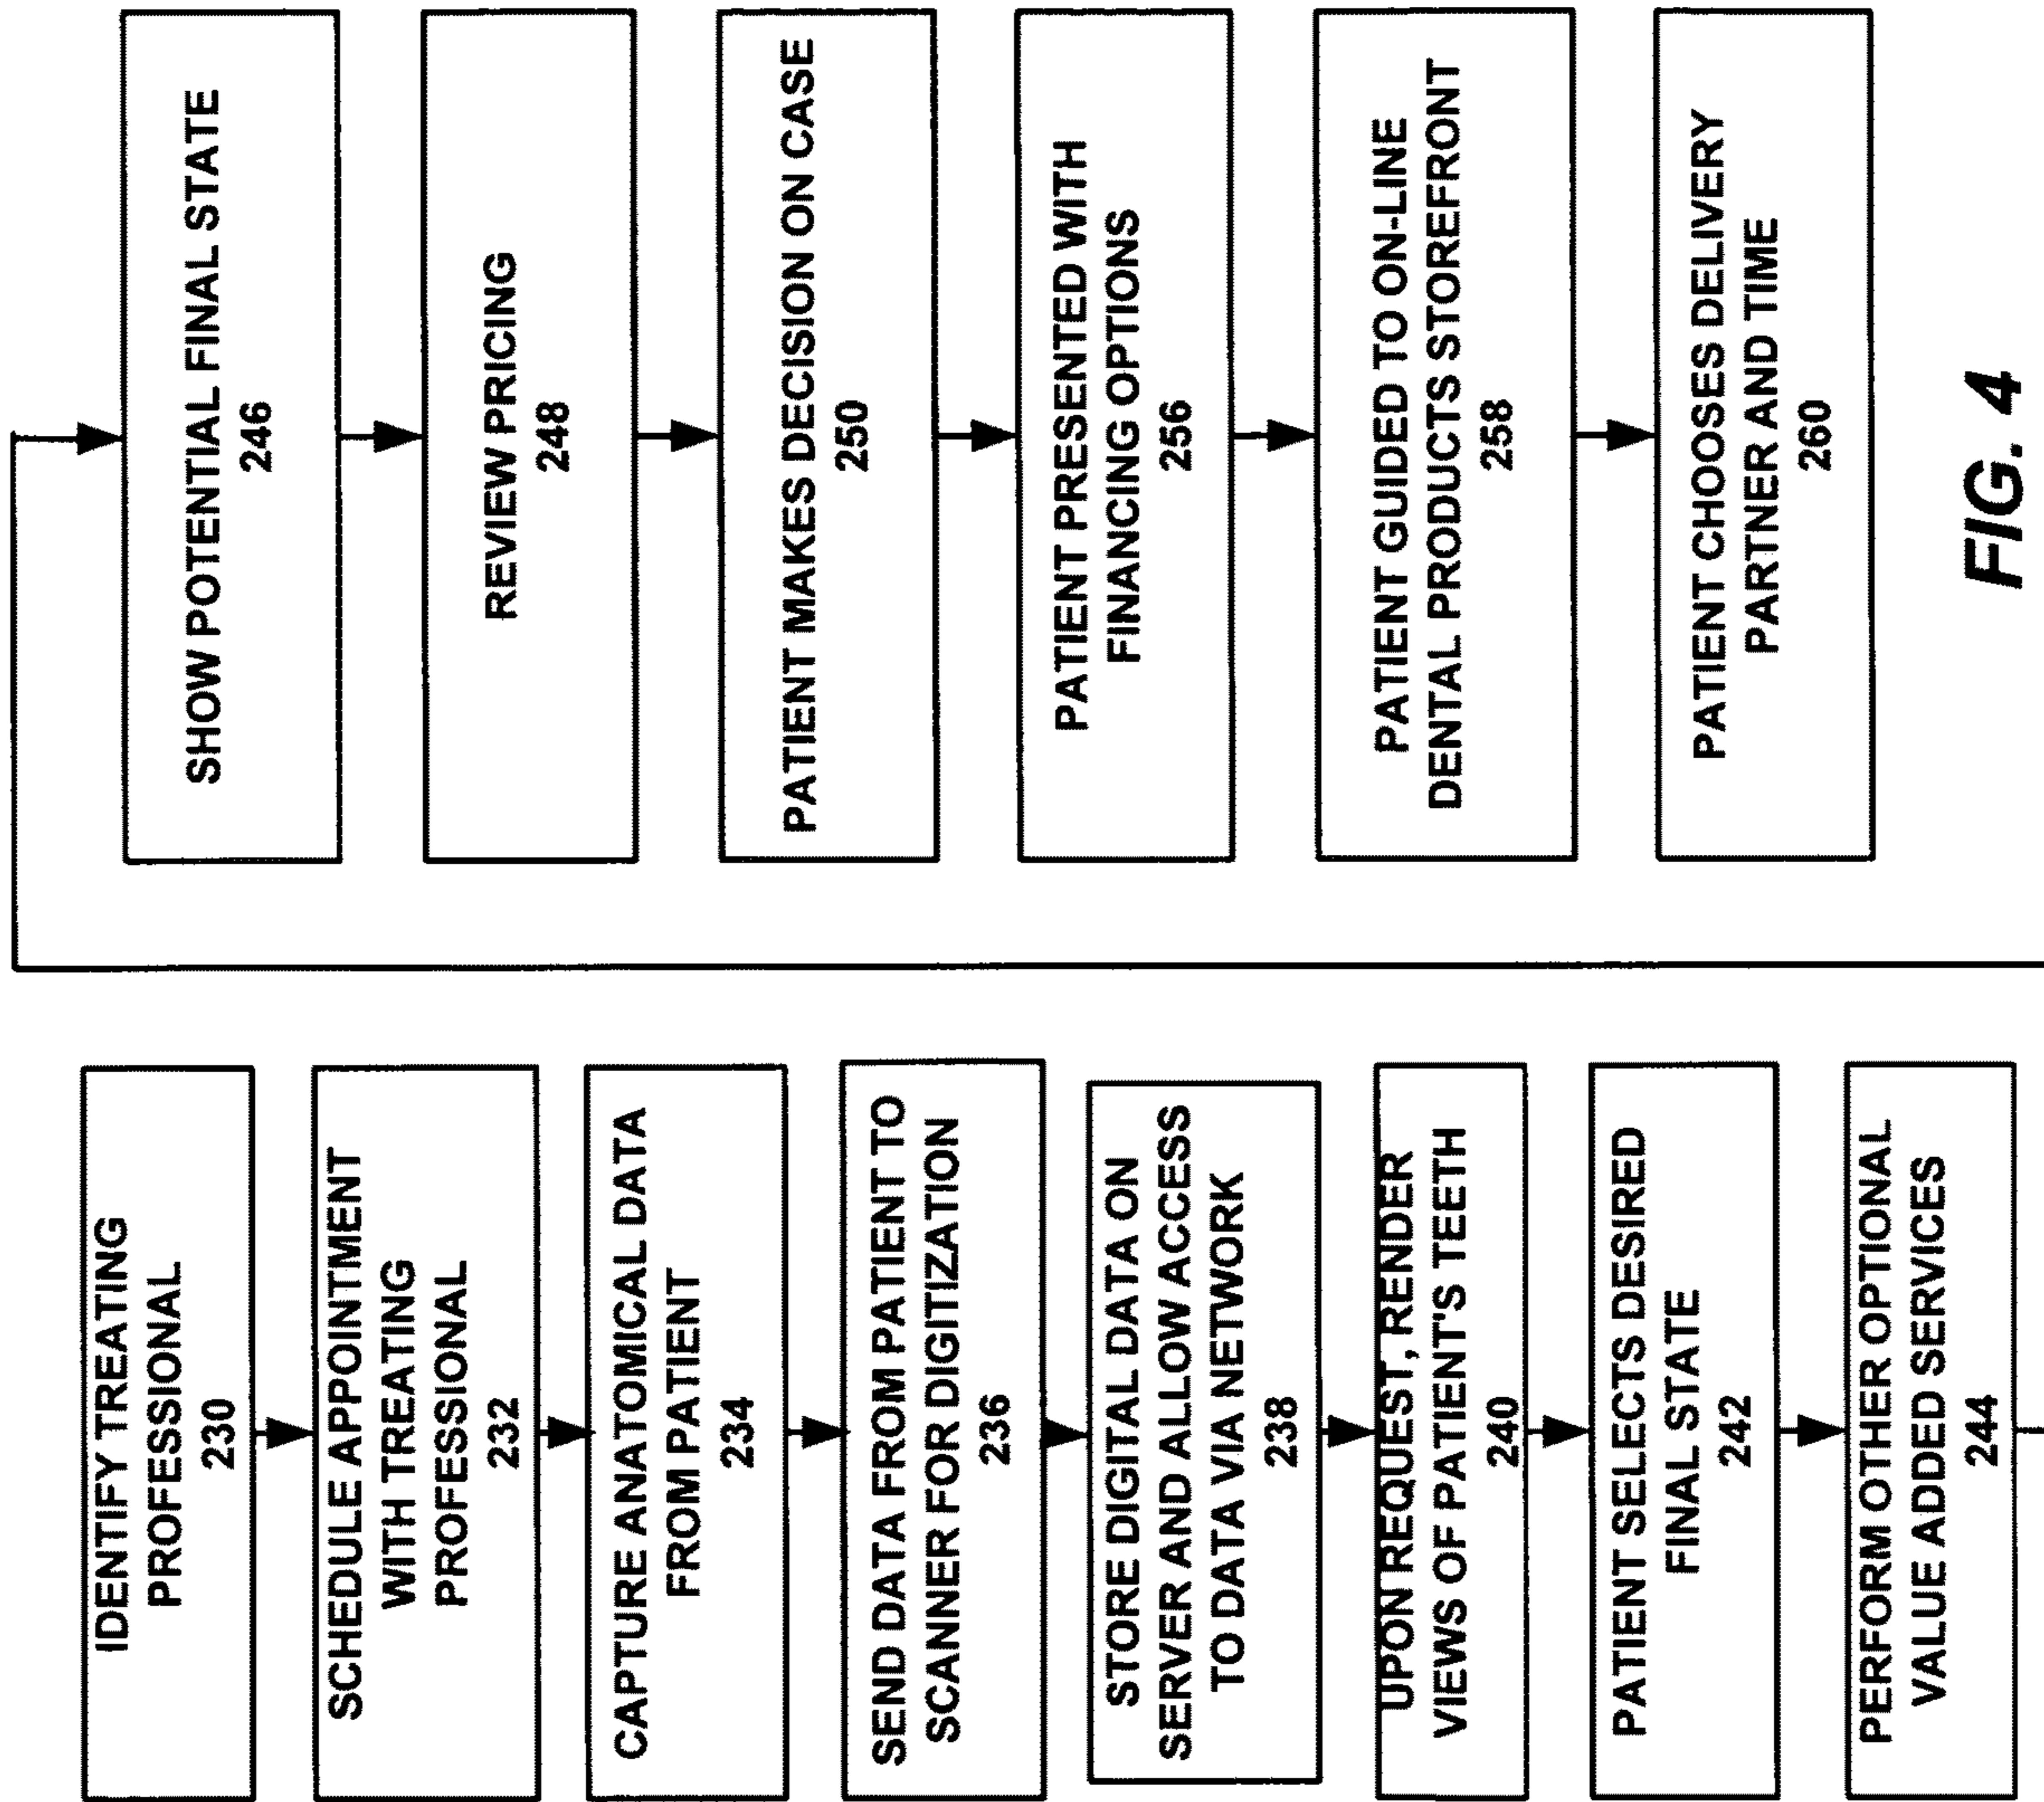 IDENTIFY TREATING
PROFESSIONAL
230
SCHEDULE APPOINTMENT
WITH TREATING
PROFESSIONAL
232
CAPTURE ANATOMICAL DATA
FROM PATIENT
234
SEND DATA FROM PATIENT TO
SCANNER FOR DIGITIZATION
236
STORE DIGITAL DATA ON
SERVER AND ALLOW ACCESS
TO DATA VIA NETWORK
238
UPON REQUEST, RENDER
VIEWS OF PATIENT'S TEETH
240
PATIENT SELECTS DESIRED
FINAL STATE
242
PERFORM OTHER OPTIONAL
VALUE ADDED SERVICES
244
SHOW POTENTIAL FINAL STATE
246
REVIEW PRICING
248
PATIENT MAKES DECISION ON CASE
250
PATIENT PRESENTED WITH
FINANCING OPTIONS
256
PATIENT GUIDED TO ON-LINE
DENTAL PRODUCTS STOREFRONT
258
PATIENT CHOOSES DELIVERY
PARTNER AND TIME
260
FIG. 4